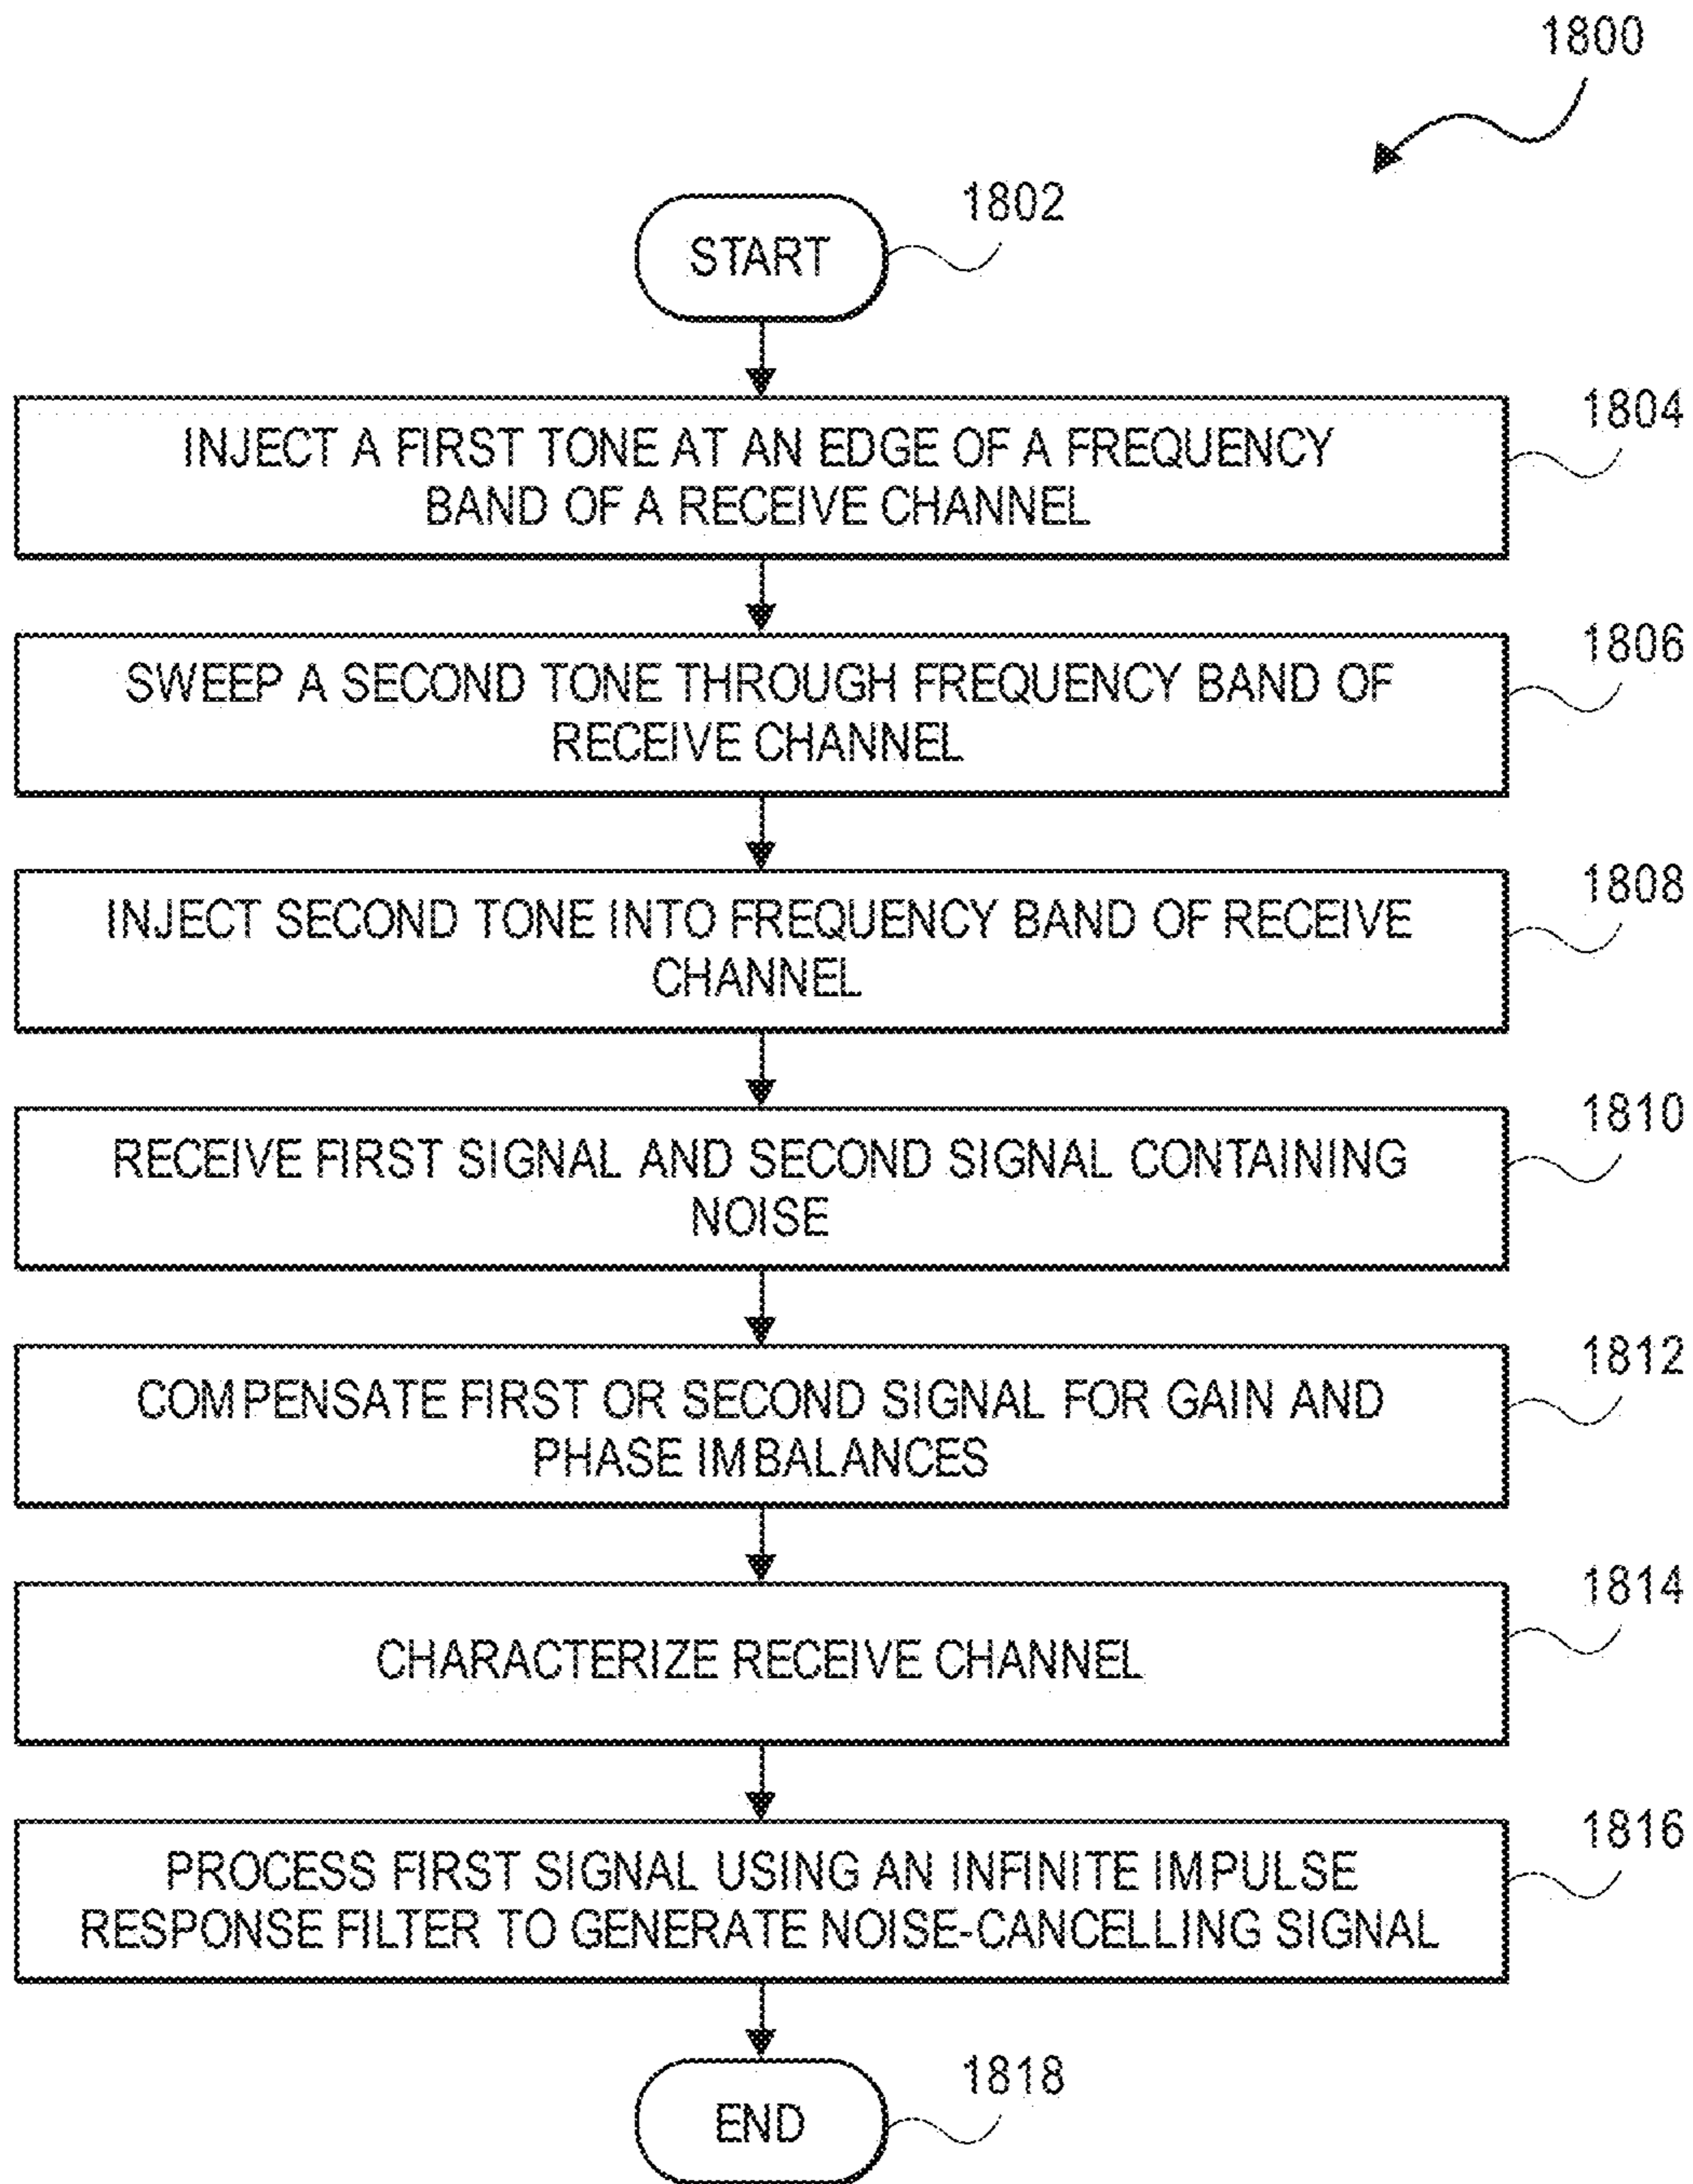 1800
START
1802
INJECT A FIRST TONE AT AN EDGE OF A FREQUENCY
BAND OF A RECEIVE CHANNEL
1804
SWEEP A SECOND TONE THROUGH FREQUENCY BAND OF
RECEIVE CHANNEL
1806
INJECT SECOND TONE INTO FREQUENCY BAND OF RECEIVE
CHANNEL
1808
RECEIVE FIRST SIGNAL AND SECOND SIGNAL CONTAINING
NOISE
1810
COMPENSATE FIRST OR SECOND SIGNAL FOR GAIN AND
PHASE IMBALANCES
1812
CHARACTERIZE RECEIVE CHANNEL
1814
PROCESS FIRST SIGNAL USING AN INFINITE IMPULSE
RESPONSE FILTER TO GENERATE NOISE-CANCELLING SIGNAL
1816
END
1818